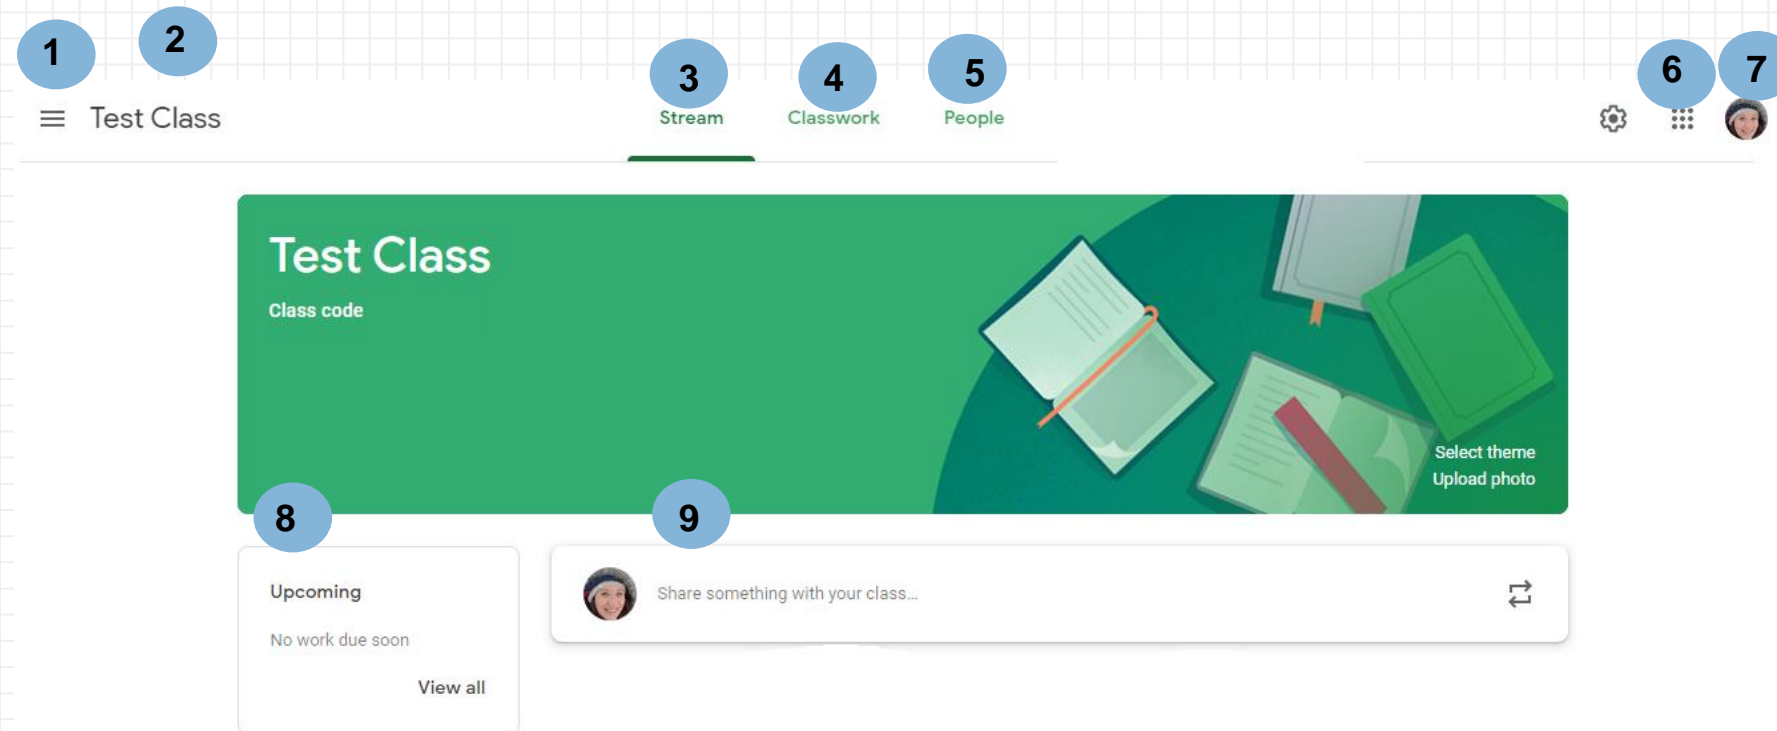 1
2
3
4
5
6
7
Test Class
Stream
Classwork
People
Test Class
Class code
Select theme
Upload photo
8
9
Upcoming
No work due soon
View all
Share something with your class...